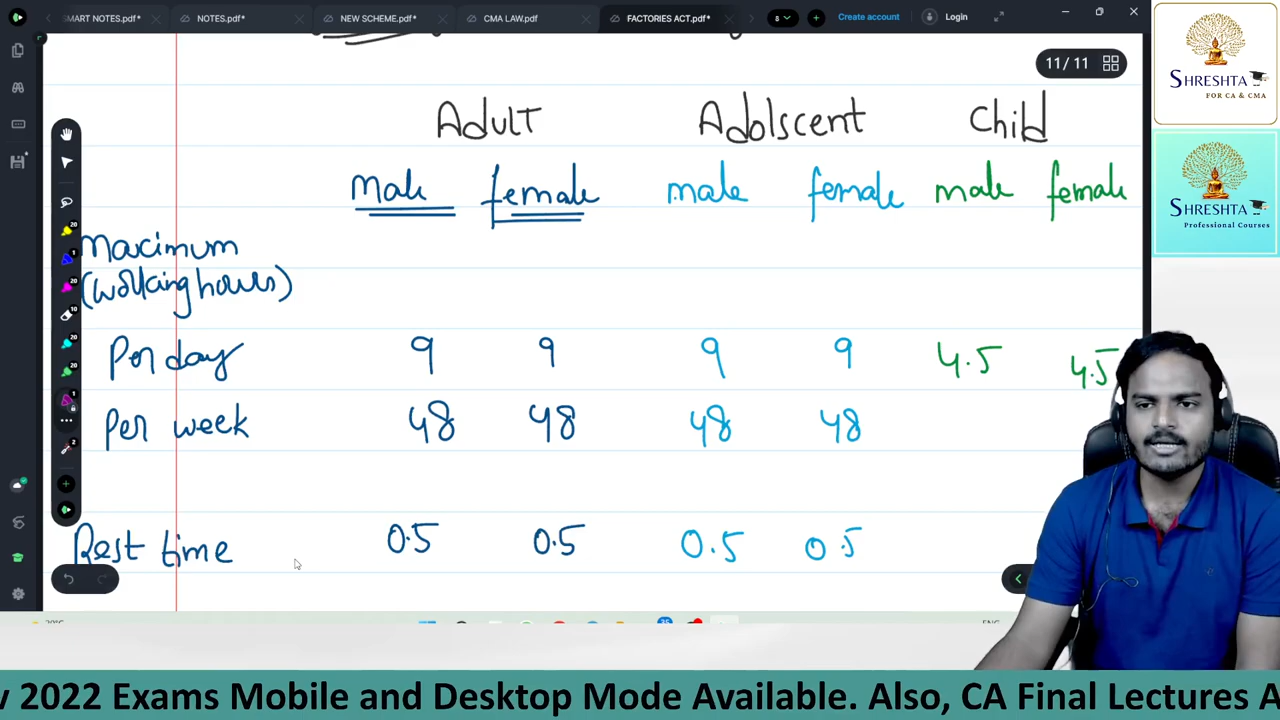 SMART NOTES.pdf*
NOTES.pdf*
NEW SCHEME.pdf*
CMA LAW.pdf
FACTORIES ACT.pdf*
8
Create account
Login
11 / 11
SHRESHTA
FOR CA & CMA
SHRESHTA
Professional Courses
Adult Adolscent Child
male female male female male female
Maximum
(working hours)
Per day 9 9 9 9 4.5 4.5
Per week 48 48 48 48
Rest time 0.5 0.5 0.5 0.5
ENG
v 2022 Exams Mobile and Desktop Mode Available. Also, CA Final Lectures A